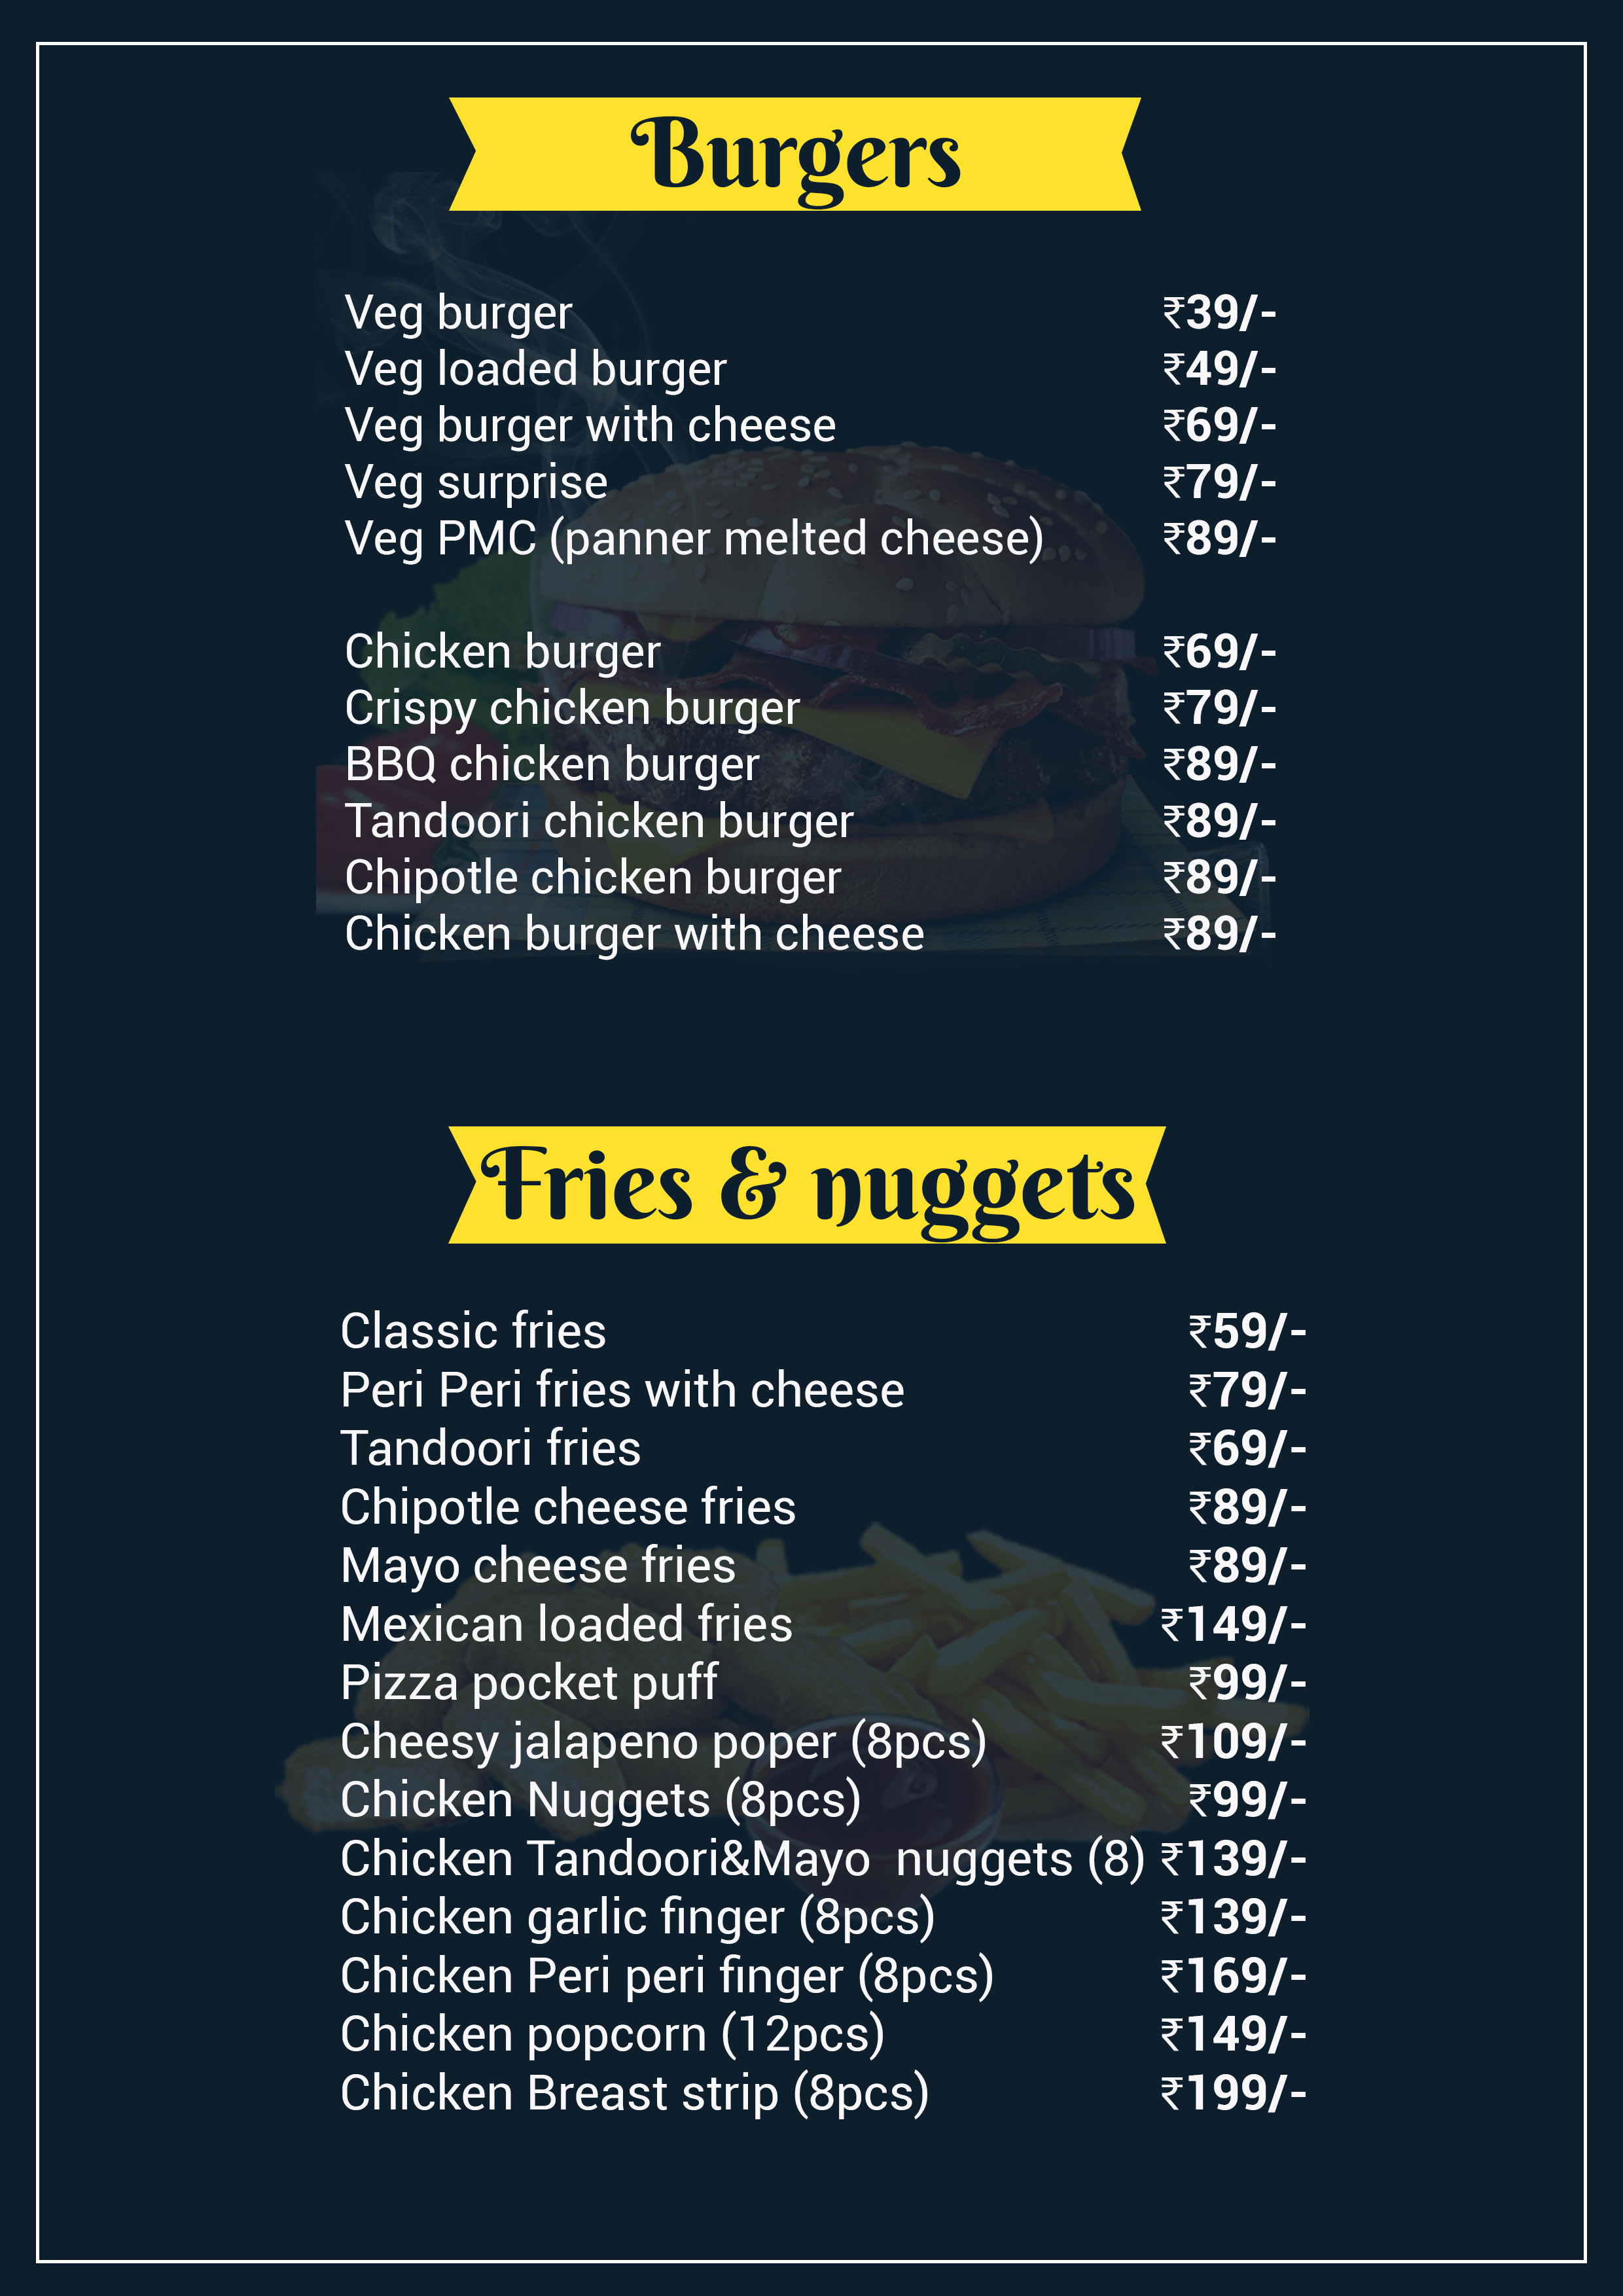 Burgers
Veg burger ₹39/-
Veg loaded burger ₹49/-
Veg burger with cheese ₹69/-
Veg surprise ₹79/-
Veg PMC (panner melted cheese) ₹89/-
Chicken burger ₹69/-
Crispy chicken burger ₹79/-
BBQ chicken burger ₹89/-
Tandoori chicken burger ₹89/-
Chipotle chicken burger ₹89/-
Chicken burger with cheese ₹89/-
Fries & nuggets
Classic fries ₹59/-
Peri Peri fries with cheese ₹79/-
Tandoori fries ₹69/-
Chipotle cheese fries ₹89/-
Mayo cheese fries ₹89/-
Mexican loaded fries ₹149/-
Pizza pocket puff ₹99/-
Cheesy jalapeno poper (8pcs) ₹109/-
Chicken Nuggets (8pcs) ₹99/-
Chicken Tandoori&Mayo  nuggets (8) ₹139/-
Chicken garlic finger (8pcs) ₹139/-
Chicken Peri peri finger (8pcs) ₹169/-
Chicken popcorn (12pcs) ₹149/-
Chicken Breast strip (8pcs) ₹199/-